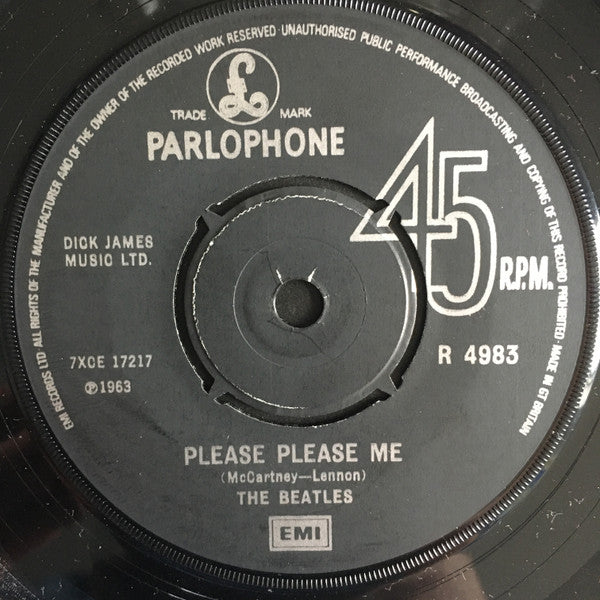 EMI RECORDS LTD ALL RIGHTS OF THE MANUFACTURER AND OF THE OWNER OF THE RECORDED WORK RESERVED · UNAUTHORISED PUBLIC PERFORMANCE BROADCASTING AND COPYING OF THIS RECORD PROHIBITED · MADE IN GT BRITAIN
£
TRADE MARK
PARLOPHONE
45
R.P.M.
DICK JAMES
MUSIC LTD.
7XCE 17217
℗1963
R 4983
PLEASE PLEASE ME
(McCartney—Lennon)
THE BEATLES
EMI